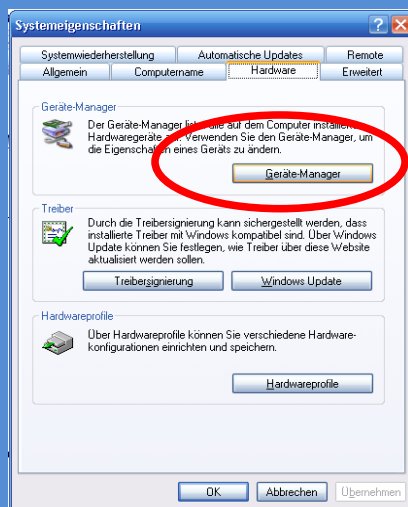 Systemeigenschaften
Systemwiederherstellung Automatische Updates Remote
Allgemein Computername Hardware Erweitert
Geräte-Manager
Der Geräte-Manager listet alle auf dem Computer
Hardwaregeräte auf. Verwenden Sie den Geräte-Manager, um
die Eigenschaften eines Geräts zu ändern.
Geräte-Manager
Treiber
Durch die Treibersignierung kann sichergestellt werden, dass
installierte Treiber mit Windows kompatibel sind. Über Windows
Update können Sie festlegen, wie Treiber über diese Website
aktualisiert werden sollen.
Treibersignierung Windows Update
Hardwareprofile
Über Hardwareprofile können Sie verschiedene Hardware-
konfigurationen einrichten und speichern.
Hardwareprofile
OK Abbrechen Übernehmen